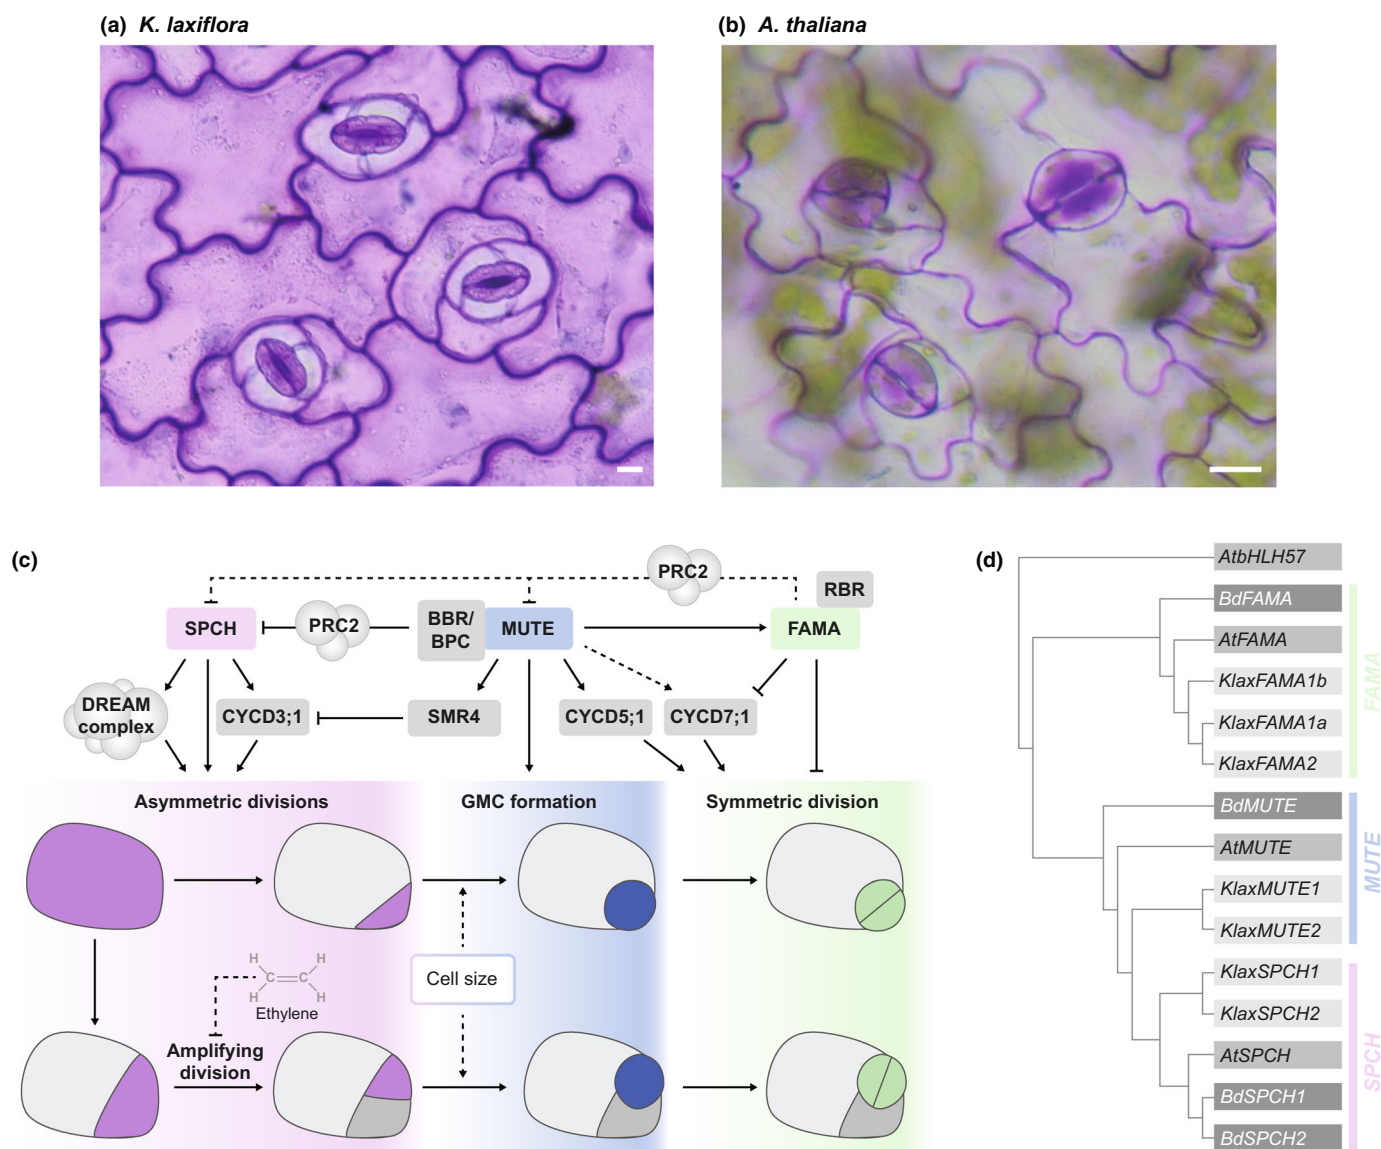 (a) K. laxiflora
(b) A. thaliana
(c)
PRC2
RBR
SPCH
PRC2
BBR/
BPC
MUTE
FAMA
DREAM
complex
CYCD3;1
SMR4
CYCD5;1
CYCD7;1
Asymmetric divisions
GMC formation
Symmetric division
H
H
C
C
H
H
Ethylene
Cell size
Amplifying
division
(d)
AtbHLH57
BdFAMA
AtFAMA
KlaxFAMA1b
KlaxFAMA1a
KlaxFAMA2
FAMA
BdMUTE
AtMUTE
KlaxMUTE1
KlaxMUTE2
MUTE
KlaxSPCH1
KlaxSPCH2
AtSPCH
BdSPCH1
BdSPCH2
SPCH